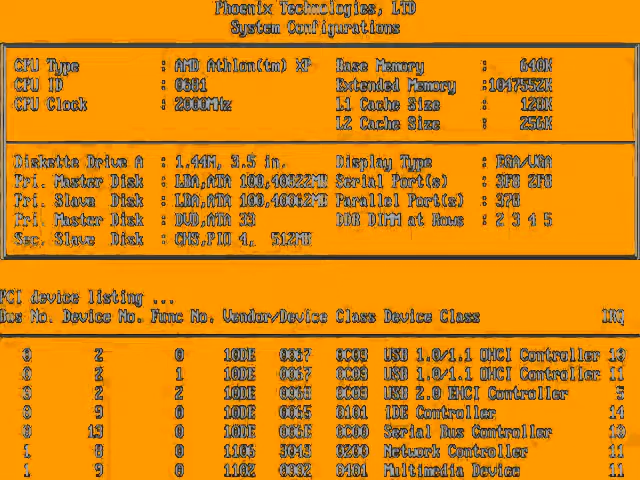 Phoenix Technologies, LTD
System Configurations
CPU Type : AMD Athlon(tm) XP Base Memory : 640K
CPU ID : 0681 Extended Memory :1047552K
CPU Clock : 2000MHz L1 Cache Size : 128K
L2 Cache Size : 256K
Diskette Drive A : 1.44M, 3.5 in. Display Type : EGA/VGA
Pri. Master Disk : LBA,ATA 100, Serial Port(s) : 3F8 2F8
Pri. Slave Disk : LBA,ATA 100, Parallel Port(s) : 378
Pri. Master Disk : DVD,ATA 33 DDR DIMM at Rows : 2 3 4 5
Sec. Slave Disk : CHS,PIO 4, 512MB
PCI device listing ...
Bus No. Device No. Func No. Vendor/Device Class Device Class IRQ
0 2 0 10DE 0067 0C03 USB 1.0/1.1 OHCI Controller
0 2 1 10DE 0067 0C03 USB 1.0/1.1 OHCI Controller 11
0 2 2 10DE 0068 0C03 USB 2.0 EHCI Controller 5
0 9 0 10DE 0065 0101 IDE Controller 14
0 13 0 10DE 006E 0C00 Serial Bus Controller
1 0 1106 3043 0200 Network Controller 11
1 9 0 1102 0002 0401 Multimedia Device 11